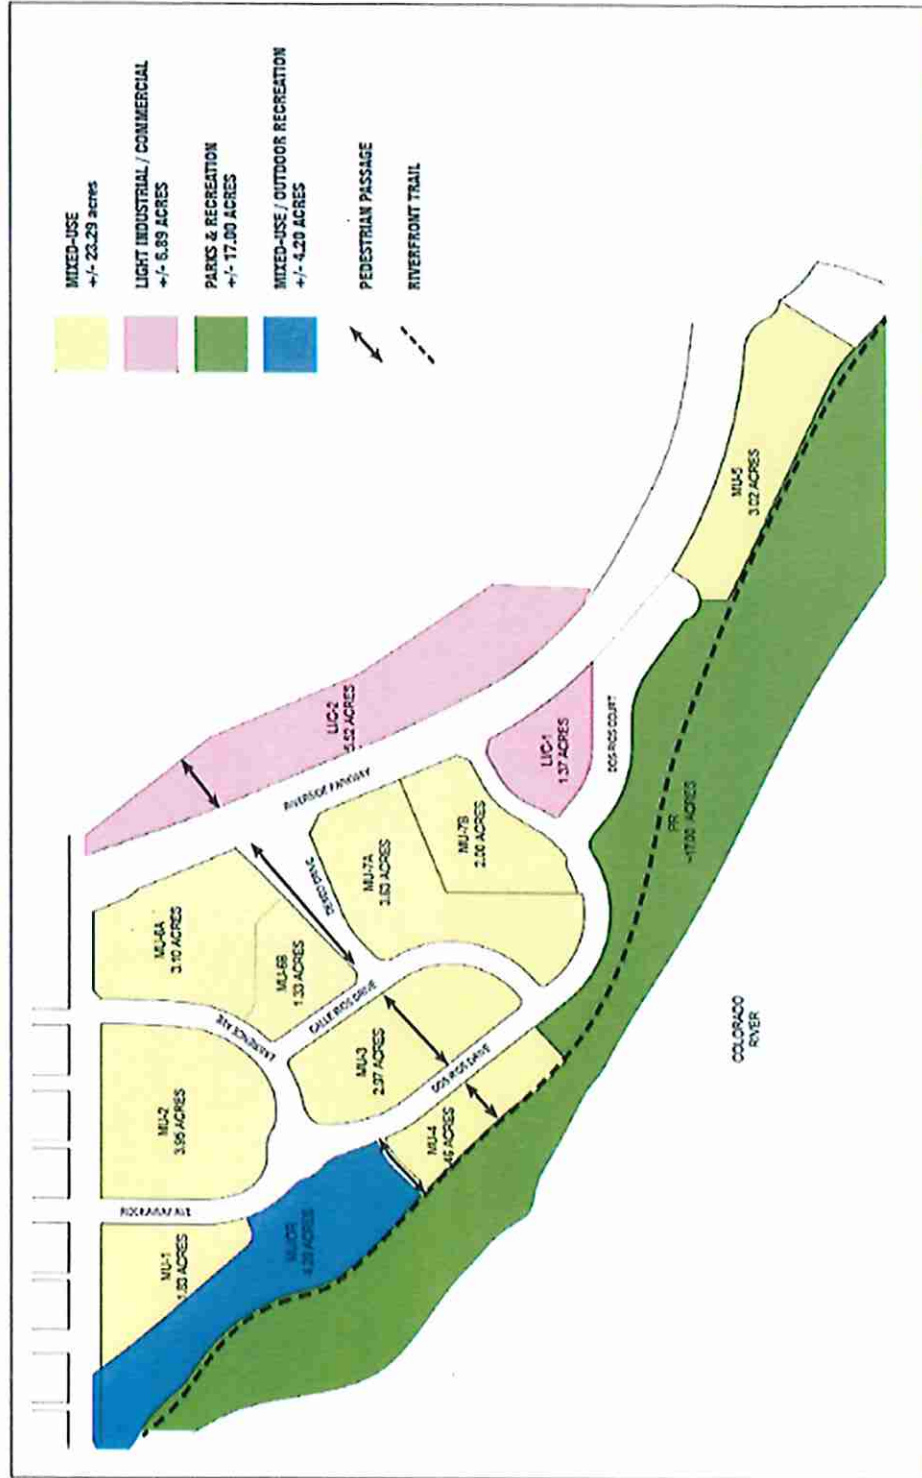 MIXED-USE
+/- 23.29 acres
LIGHT INDUSTRIAL / COMMERCIAL
+/- 6.89 ACRES
PARKS & RECREATION
+/- 17.00 ACRES
MIXED-USE / OUTDOOR RECREATION
+/- 4.20 ACRES
PEDESTRIAN PASSAGE
RIVERFRONT TRAIL
MU-1
ROCKAWAY AVE
MU-2
3.95 ACRES
LAWRENCE AVE
MU-6A
3.10 ACRES
MU-6B
1.33 ACRES
CALLE RIOS DRIVE
MU-3
2.97 ACRES
DOS RIOS DRIVE
MU-4
ACRES
4.20 ACRES
MU-7A
3.63 ACRES
MU-7B
2.00 ACRES
RIVERSIDE PARKWAY
LI/C-2
5.52 ACRES
LI/C-1
1.37 ACRES
DOS RIOS COURT
PR
~17.00 ACRES
MU-5
3.02 ACRES
COLORADO
RIVER